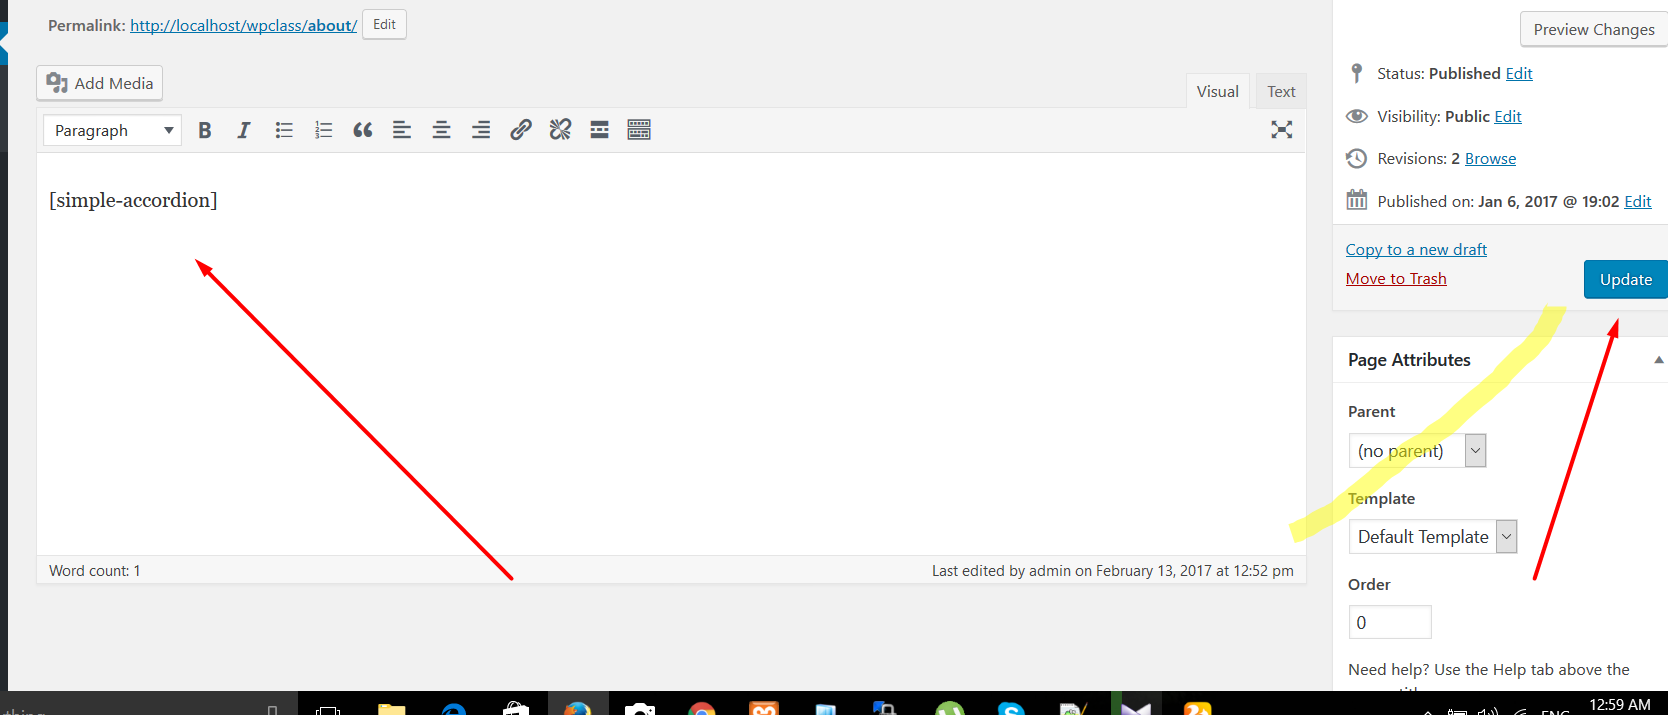 Permalink: http://localhost/wpclass/about/ Edit
Preview Changes
Status: Published Edit
Add Media
Visual Text
Visibility: Public Edit
Paragraph
Revisions: 2 Browse
[simple-accordion]
Published on: Jan 6, 2017 @ 19:02 Edit
Copy to a new draft
Move to Trash
Update
Page Attributes
Parent
(no parent)
Template
Default Template
Word count: 1
Last edited by admin on February 13, 2017 at 12:52 pm
Order
0
Need help? Use the Help tab above the
12:59 AM
ENG